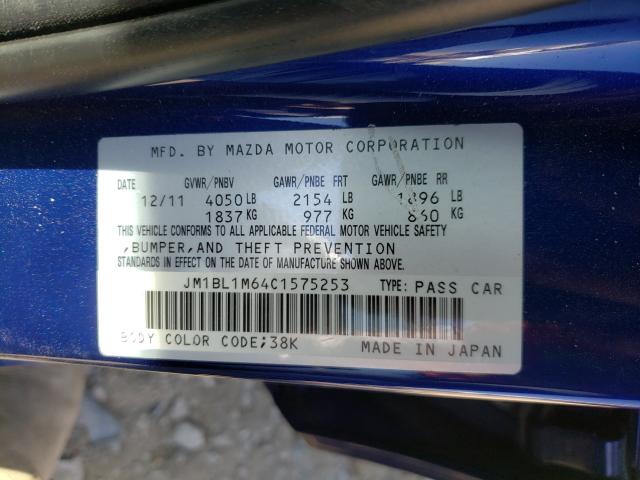 MFD. BY MAZDA MOTOR CORPORATION
DATE GVWR/PNBV GAWR/PNBE FRT GAWR/PNBE RR
12/11 4050 LB 2154 LB 1896 LB
1837 KG 977 KG 860 KG
THIS VEHICLE CONFORMS TO ALL APPLICABLE FEDERAL MOTOR VEHICLE SAFETY
,BUMPER,AND THEFT PREVENTION
STANDARDS IN EFFECT ON THE DATE OF MANUFACTURE SHOWN ABOVE.
JM1BL1M64C1575253 TYPE: PASS CAR
BODY COLOR CODE;38K MADE IN JAPAN